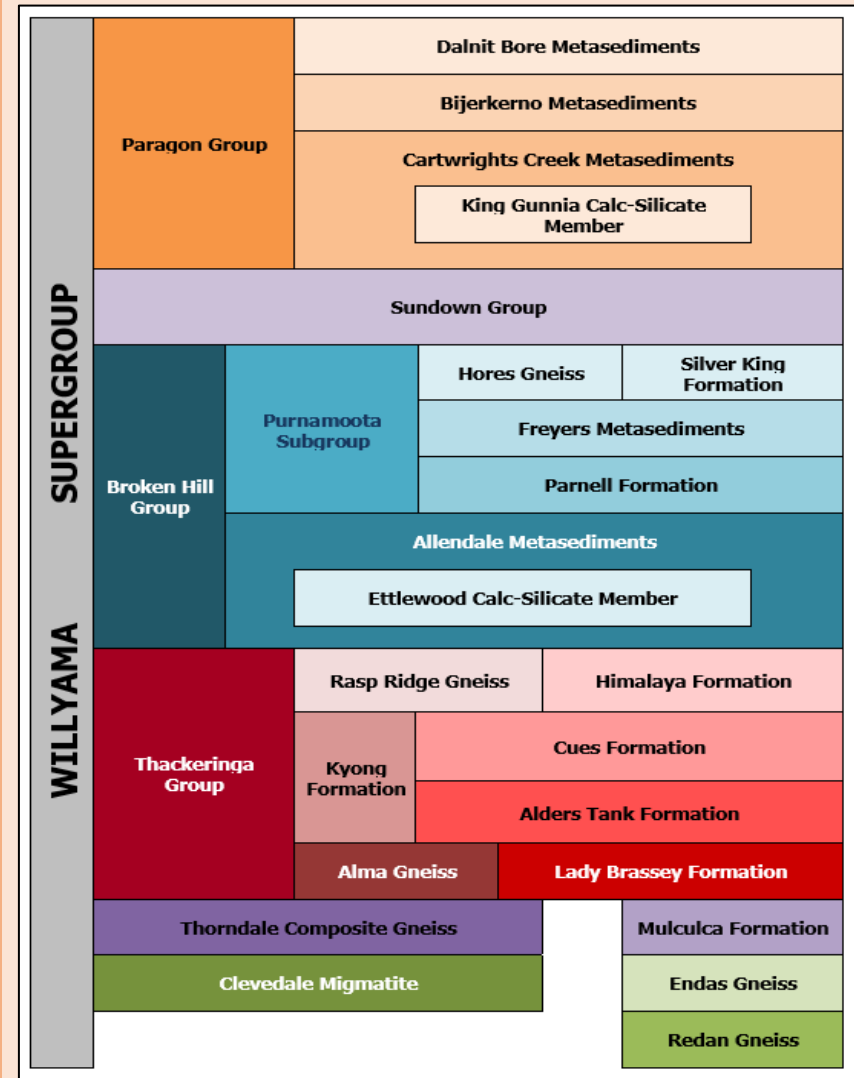 WILLYAMA SUPERGROUP
Paragon Group
Dalnit Bore Metasediments
Bijerkerno Metasediments
Cartwrights Creek Metasediments
King Gunnia Calc-Silicate
Member
Sundown Group
Broken Hill
Group
Purnamoota
Subgroup
Hores Gneiss
Silver King
Formation
Freyers Metasediments
Parnell Formation
Allendale Metasediments
Ettlewood Calc-Silicate Member
Thackeringa
Group
Rasp Ridge Gneiss
Himalaya Formation
Kyong
Formation
Cues Formation
Alders Tank Formation
Alma Gneiss
Lady Brassey Formation
Thorndale Composite Gneiss
Mulculca Formation
Clevedale Migmatite
Endas Gneiss
Redan Gneiss